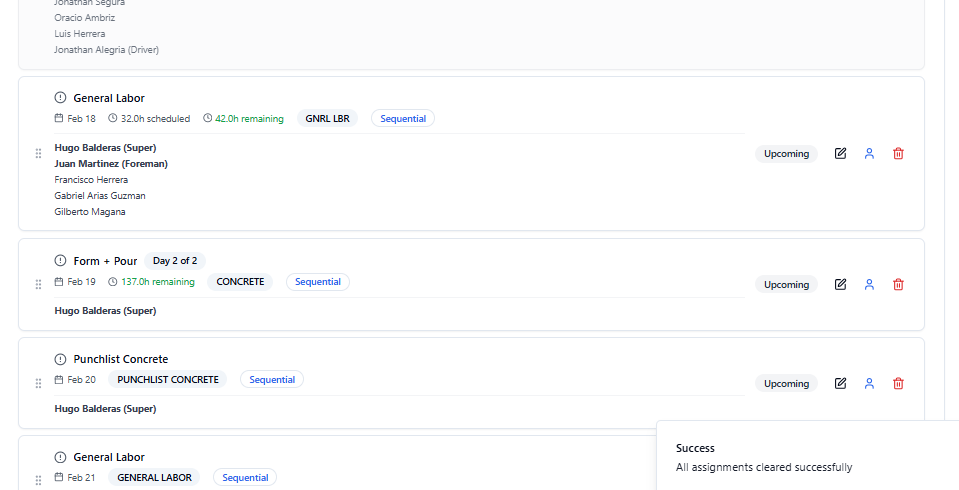 Jonathan Segura
Oracio Ambriz
Luis Herrera
Jonathan Alegria (Driver)
General Labor
Feb 18 32.0h scheduled 42.0h remaining GNRL LBR Sequential
Hugo Balderas (Super)
Juan Martinez (Foreman)
Francisco Herrera
Gabriel Arias Guzman
Gilberto Magana
Upcoming
Form + Pour Day 2 of 2
Feb 19 137.0h remaining CONCRETE Sequential
Hugo Balderas (Super)
Upcoming
Punchlist Concrete
Feb 20 PUNCHLIST CONCRETE Sequential
Hugo Balderas (Super)
Upcoming
General Labor
Feb 21 GENERAL LABOR Sequential
Success
All assignments cleared successfully